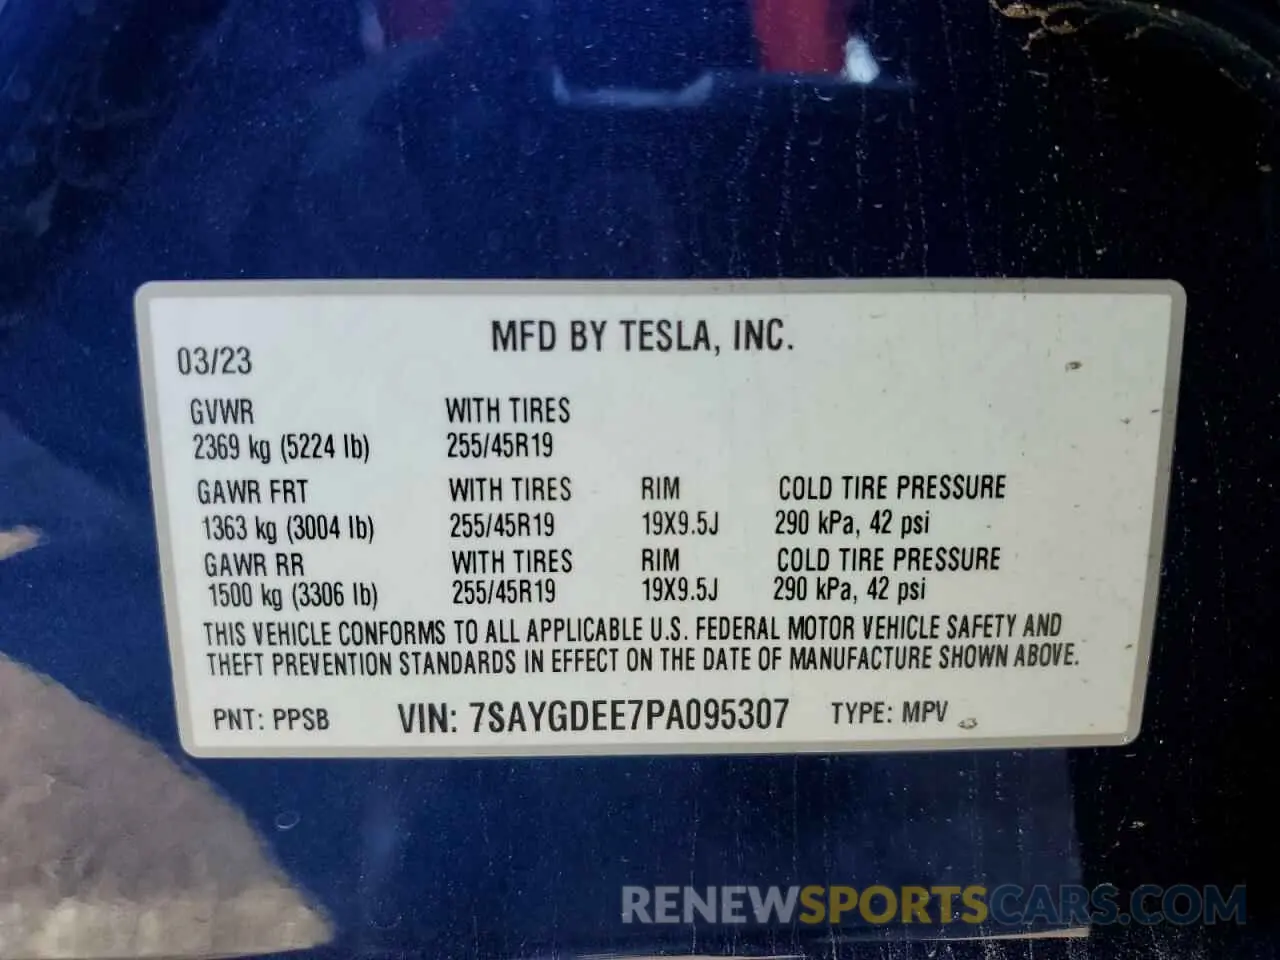 MFD BY TESLA, INC.
03/23
GVWR WITH TIRES
2369 kg (5224 lb) 255/45R19
GAWR FRT WITH TIRES RIM COLD TIRE PRESSURE
1363 kg (3004 lb) 255/45R19 19X9.5J 290 kPa, 42 psi
GAWR RR WITH TIRES RIM COLD TIRE PRESSURE
1500 kg (3306 lb) 255/45R19 19X9.5J 290 kPa, 42 psi
THIS VEHICLE CONFORMS TO ALL APPLICABLE U.S. FEDERAL MOTOR VEHICLE SAFETY AND
THEFT PREVENTION STANDARDS IN EFFECT ON THE DATE OF MANUFACTURE SHOWN ABOVE.
PNT: PPSB VIN: 7SAYGDEE7PA095307 TYPE: MPV
RENEWSPORTSCARS.COM